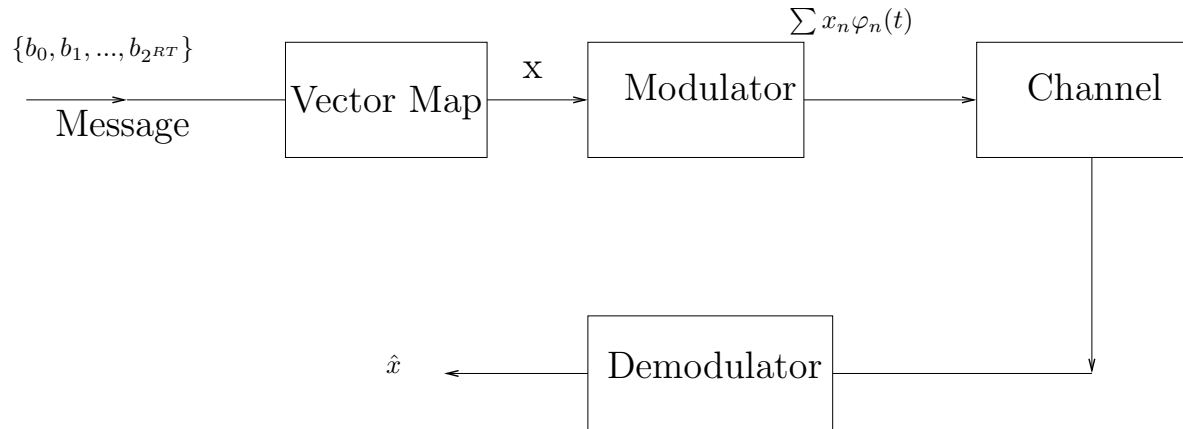 {b_0, b_1, ..., b_{2^{RT}}}
Message
Vector Map
x
Modulator
∑ x_n φ_n(t)
Channel
Demodulator
x̂